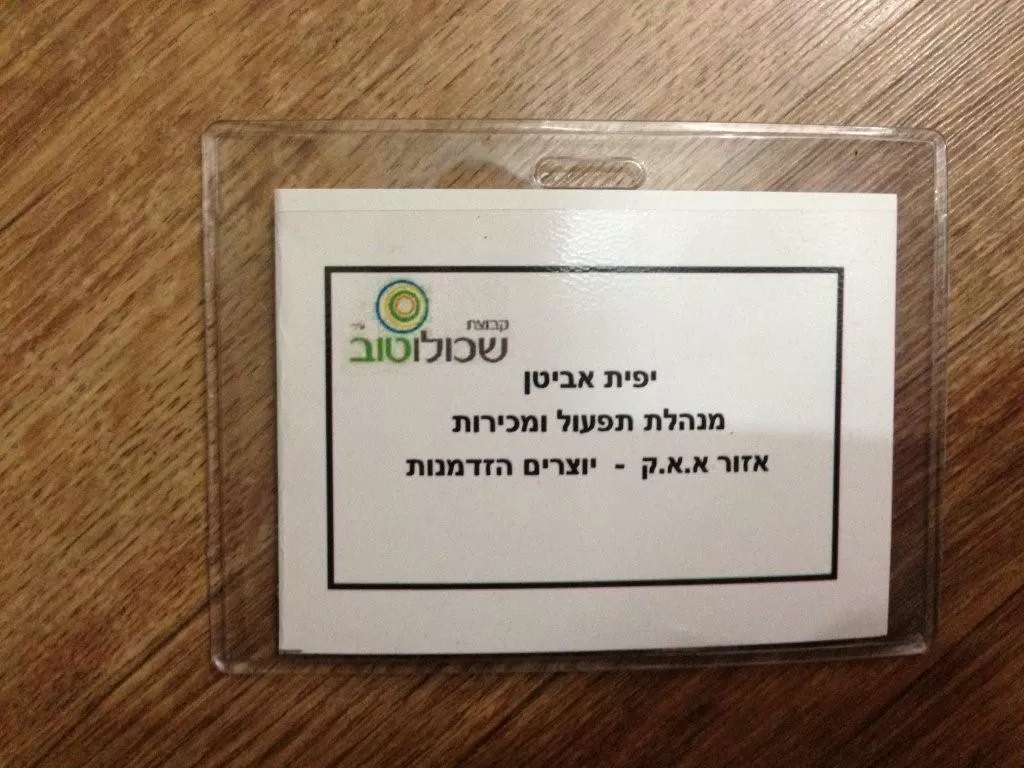 קבוצת
שכולוטוב
יפית אביטן
מנהלת תפעול ומכירות
אזור א.א.ק - יוצרים הזדמנות